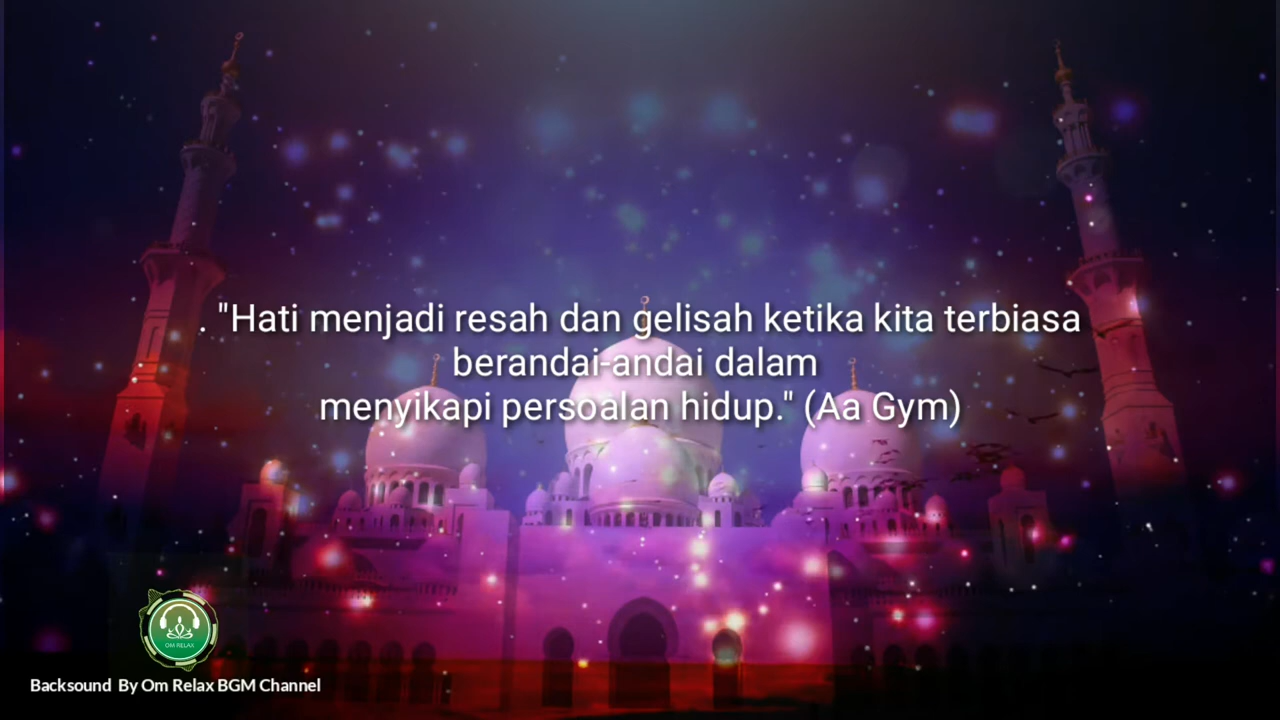 . "Hati menjadi resah dan gelisah ketika kita terbiasa
berandai-andai dalam
menyikapi persoalan hidup." (Aa Gym)
OM RELAX
Backsound By Om Relax BGM Channel